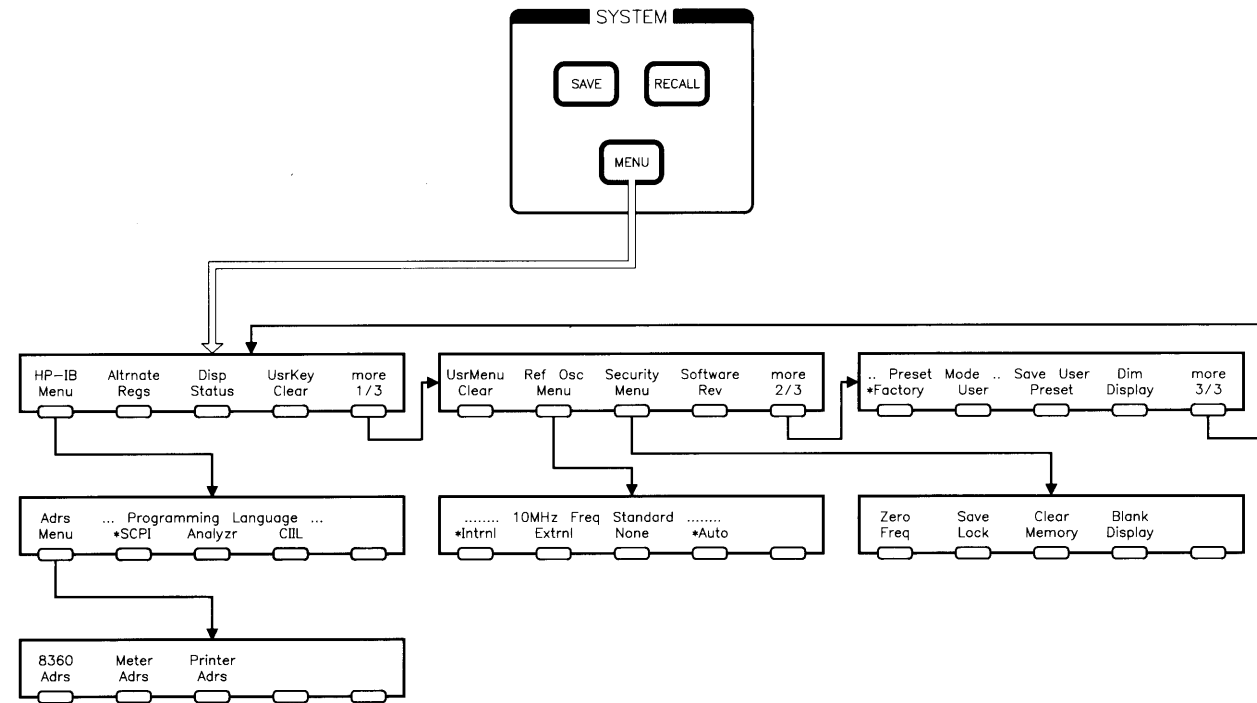 SYSTEM
SAVE RECALL
MENU
HP-IB Altrnate Disp UsrKey more
Menu Regs Status Clear 1/3
UsrMenu Ref Osc Security Software more
Clear Menu Menu Rev 2/3
.. Preset Mode .. Save User Dim more
*Factory User Preset Display 3/3
Adrs ... Programming Language ...
Menu *SCPI Analyzr CIIL
........ 10MHz Freq Standard ........
*Intrnl Extrnl None *Auto
Zero Save Clear Blank
Freq Lock Memory Display
8360 Meter Printer
Adrs Adrs Adrs